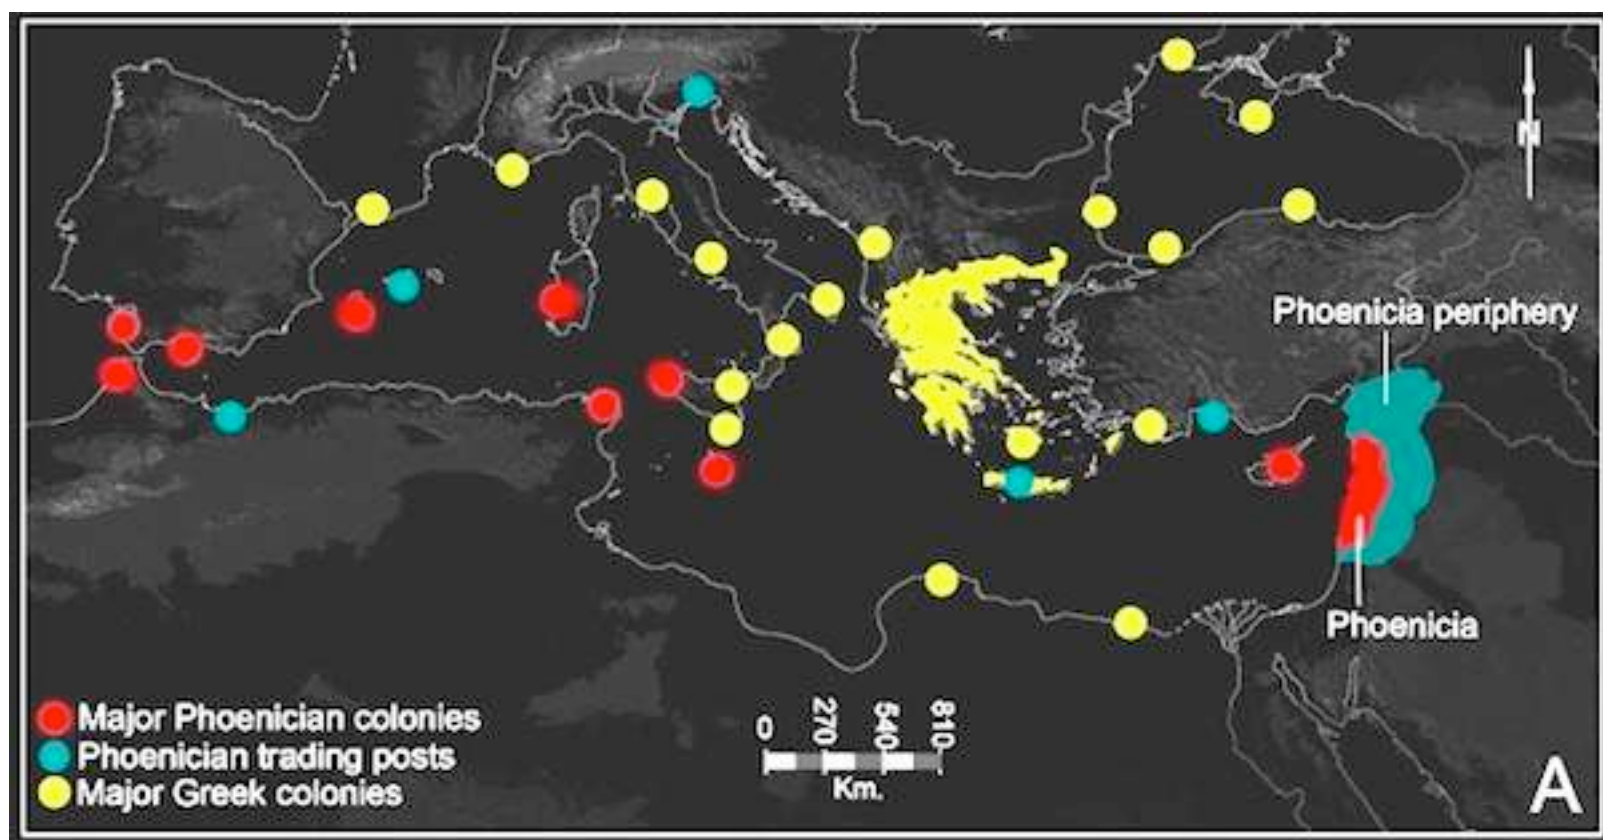 N
Phoenicia periphery
Phoenicia
Major Phoenician colonies
Phoenician trading posts
Major Greek colonies
0 270 540 810
Km.
A